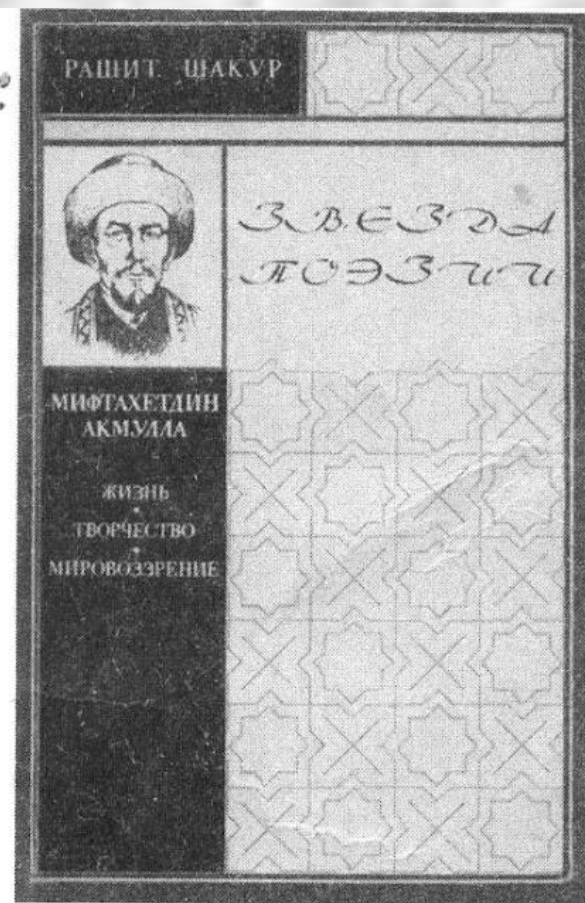 РАШИТ ШАКУР
ЗВЕЗДА
ПОЭЗИИ
МИФТАХЕТДИН
АКМУЛЛА
ЖИЗНЬ
•
ТВОРЧЕСТВО
•
МИРОВОЗЗРЕНИЕ